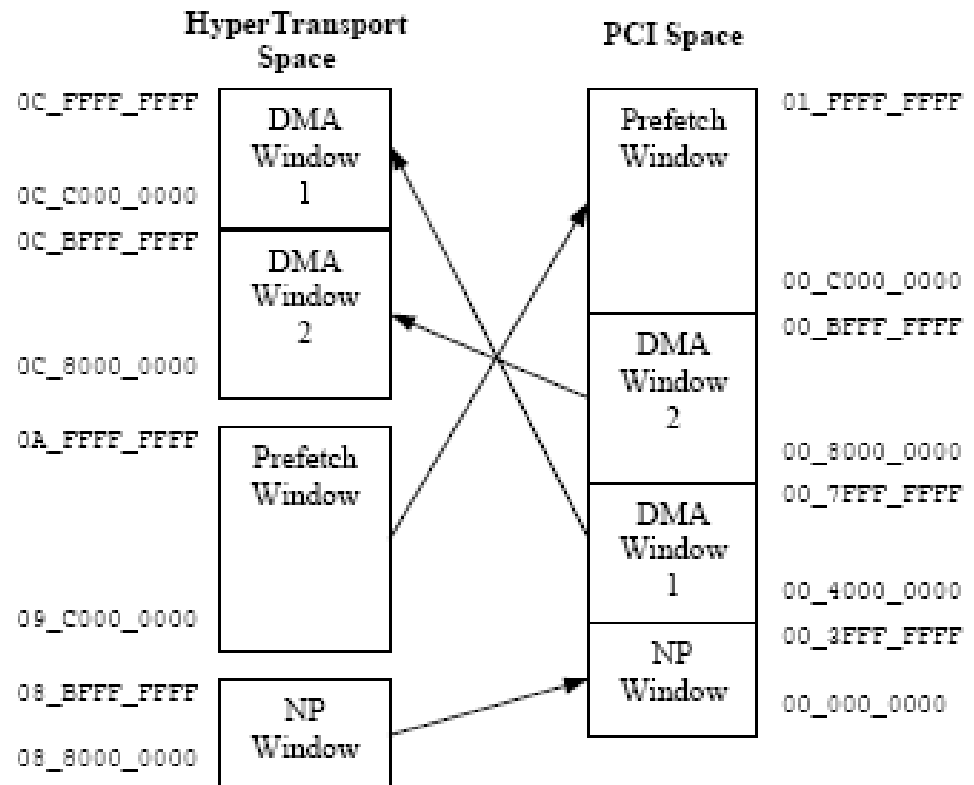 HyperTransport
Space
PCI Space
0C_FFFF_FFFF
DMA
Window
1
0C_C000_0000
0C_BFFF_FFFF
DMA
Window
2
0C_8000_0000
0A_FFFF_FFFF
Prefetch
Window
09_C000_0000
08_BFFF_FFFF
NP
Window
08_8000_0000
Prefetch
Window
01_FFFF_FFFF
00_C000_0000
00_BFFF_FFFF
DMA
Window
2
00_8000_0000
00_7FFF_FFFF
DMA
Window
1
00_4000_0000
00_3FFF_FFFF
NP
Window
00_000_0000